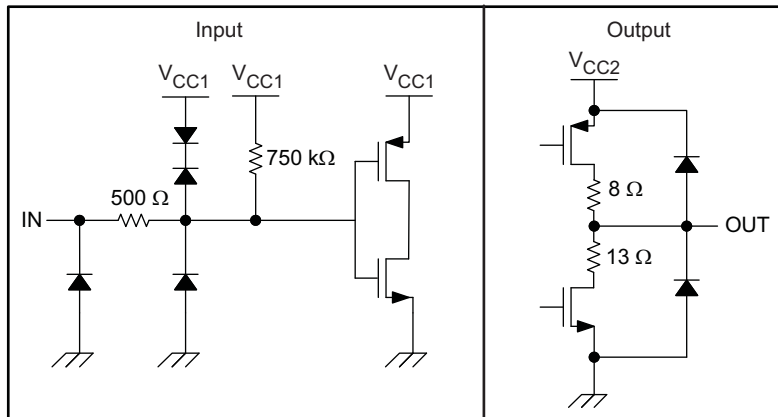 Input
Output
VCC1
VCC1
VCC1
VCC2
750 kΩ
8 Ω
500 Ω
IN
OUT
13 Ω